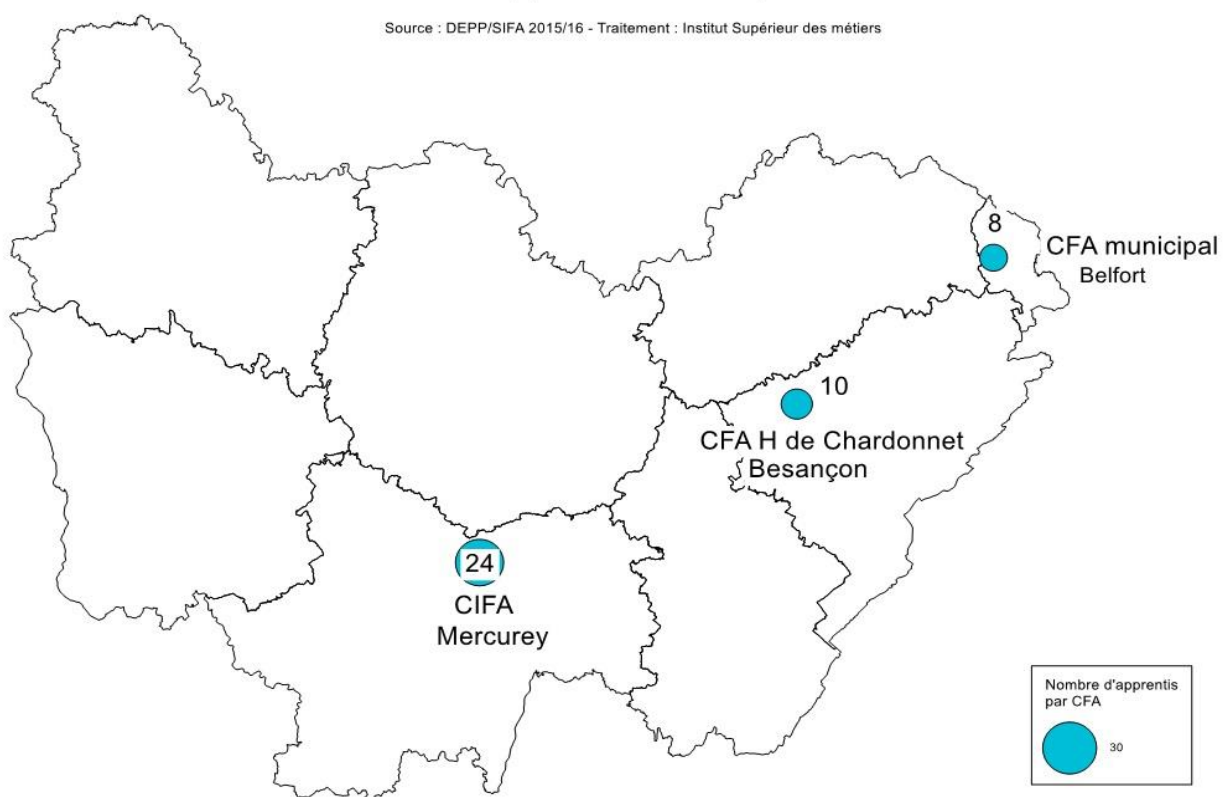 Source : DEPP/SIFA 2015/16 - Traitement : Institut Supérieur des métiers
8
CFA municipal
Belfort
10
CFA H de Chardonnet
Besançon
24
CIFA
Mercurey
Nombre d'apprentis
par CFA
30